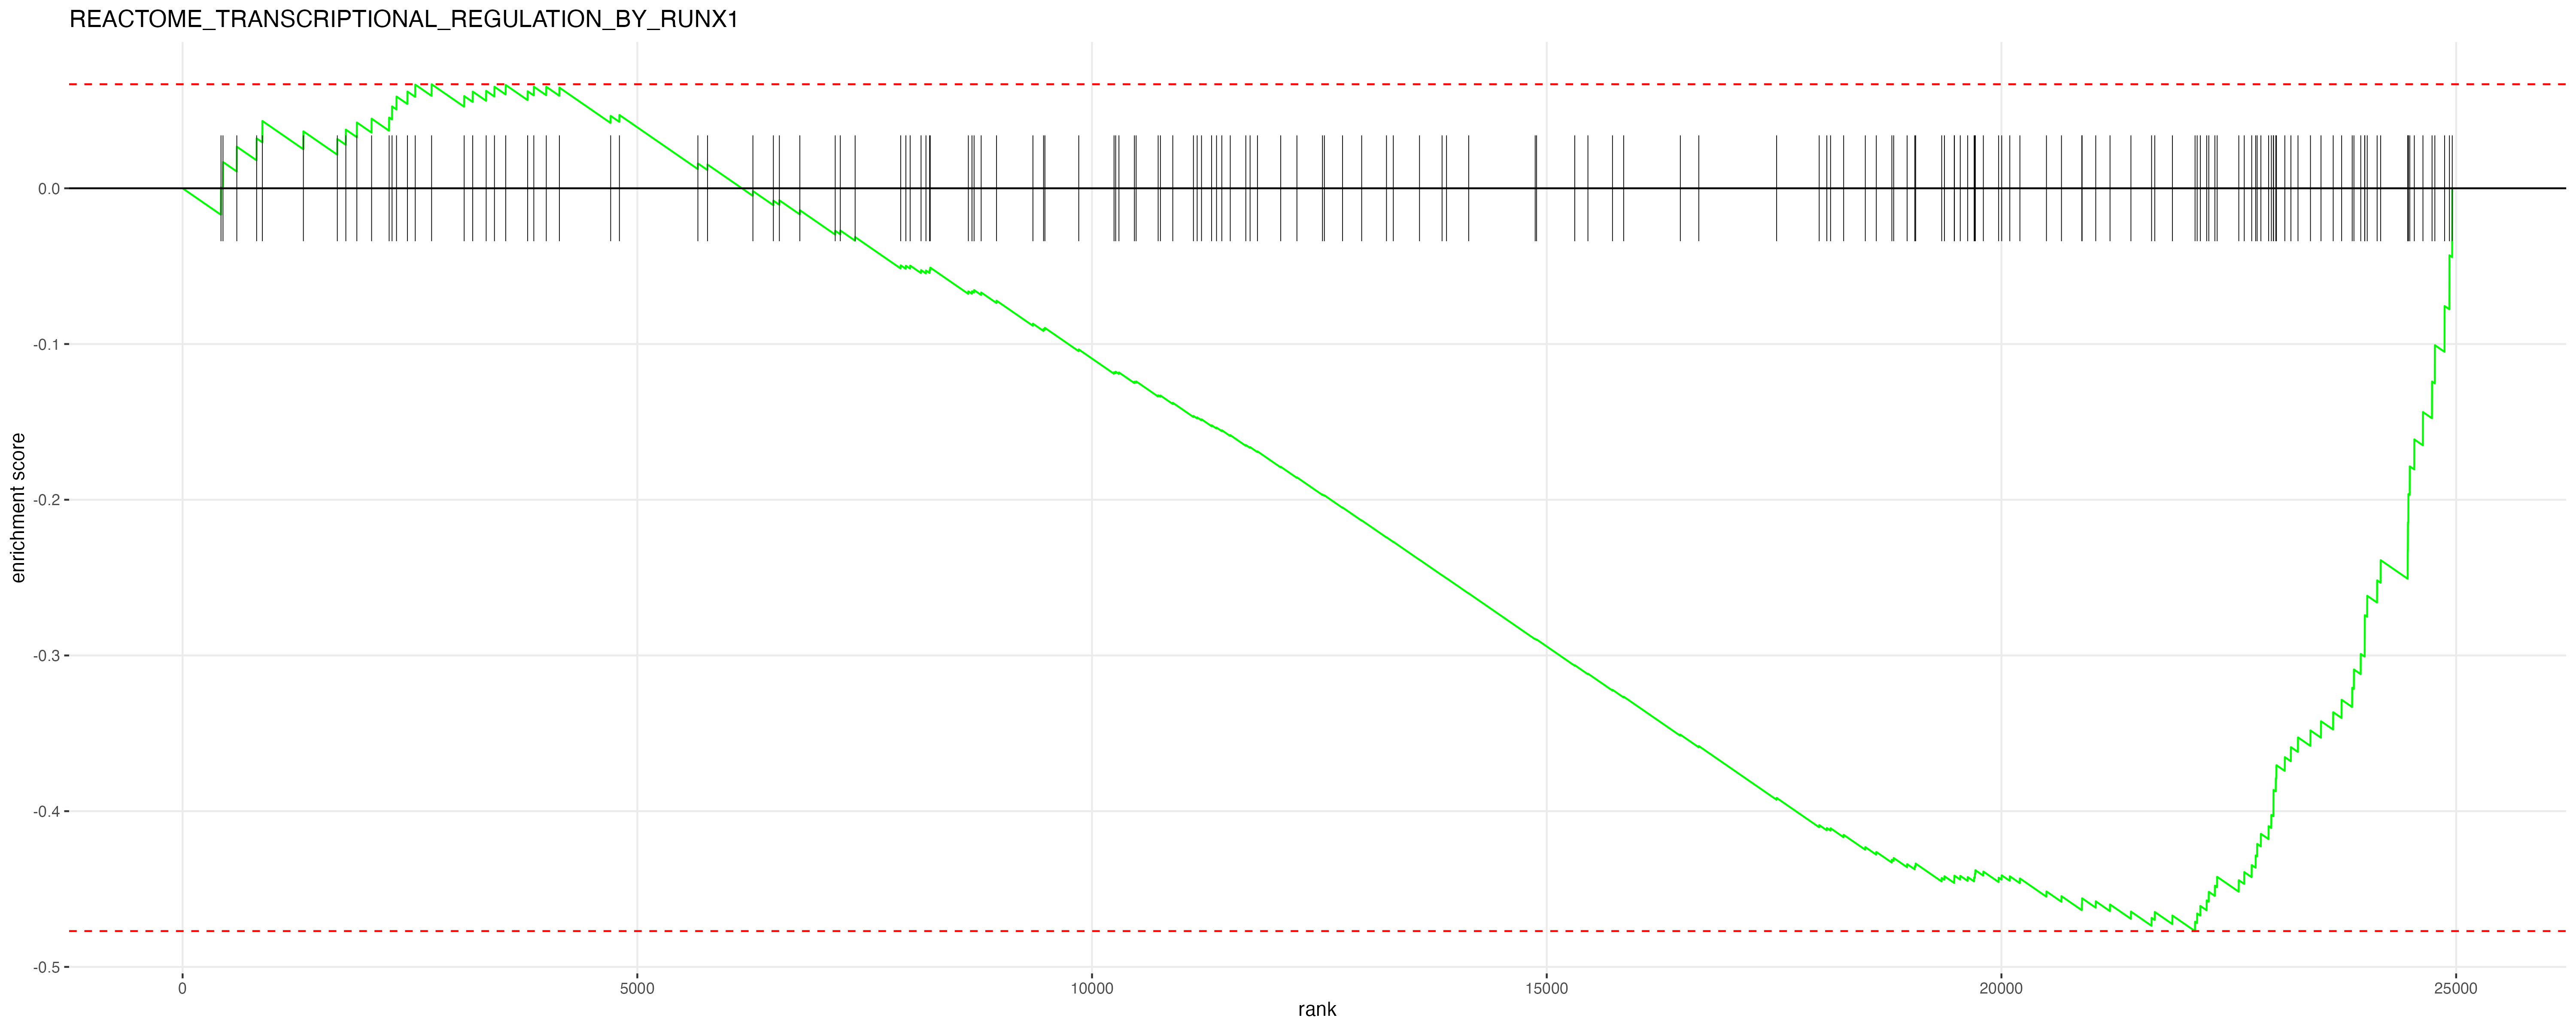 REACTOME_TRANSCRIPTIONAL_REGULATION_BY_RUNX1
enrichment score
0.0
-0.1
-0.2
-0.3
-0.4
-0.5
0 5000 10000 15000 20000 25000
rank